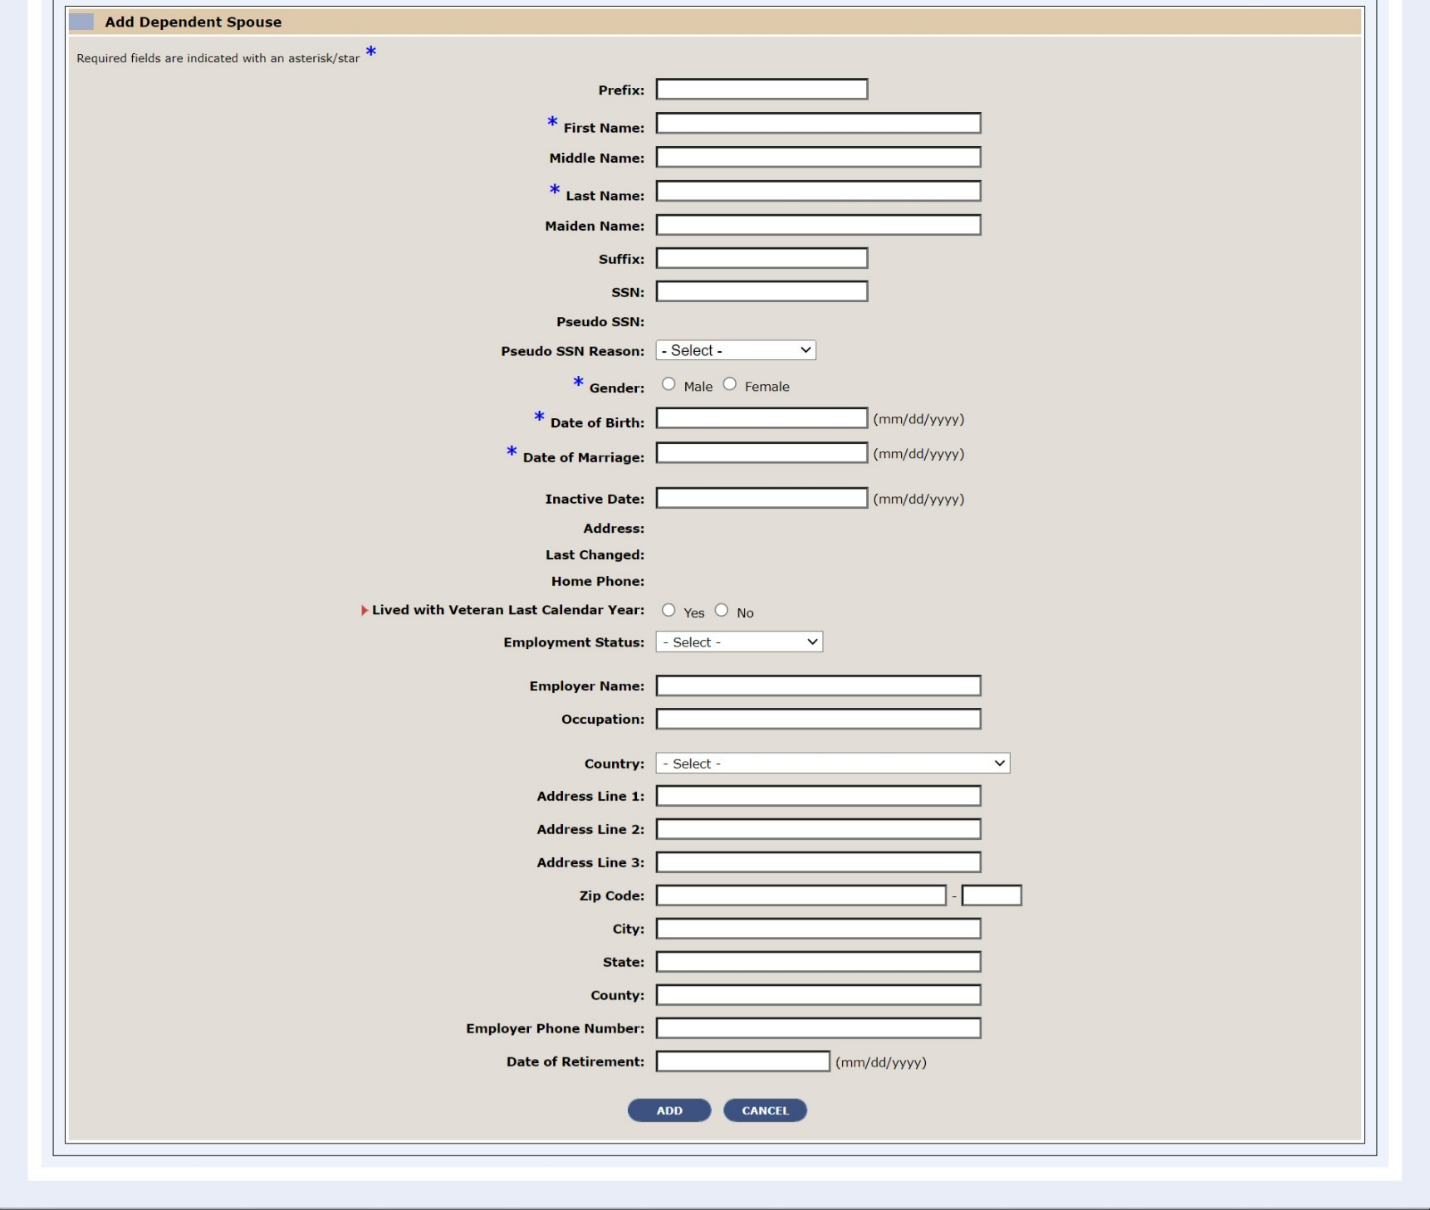 Add Dependent Spouse
Required fields are indicated with an asterisk/star *
Prefix:
* First Name:
Middle Name:
* Last Name:
Maiden Name:
Suffix:
SSN:
Pseudo SSN:
Pseudo SSN Reason: - Select -
* Gender: Male Female
* Date of Birth: (mm/dd/yyyy)
* Date of Marriage: (mm/dd/yyyy)
Inactive Date: (mm/dd/yyyy)
Address:
Last Changed:
Home Phone:
Lived with Veteran Last Calendar Year: Yes No
Employment Status: - Select -
Employer Name:
Occupation:
Country: - Select -
Address Line 1:
Address Line 2:
Address Line 3:
Zip Code: -
City:
State:
County:
Employer Phone Number:
Date of Retirement: (mm/dd/yyyy)
ADD CANCEL